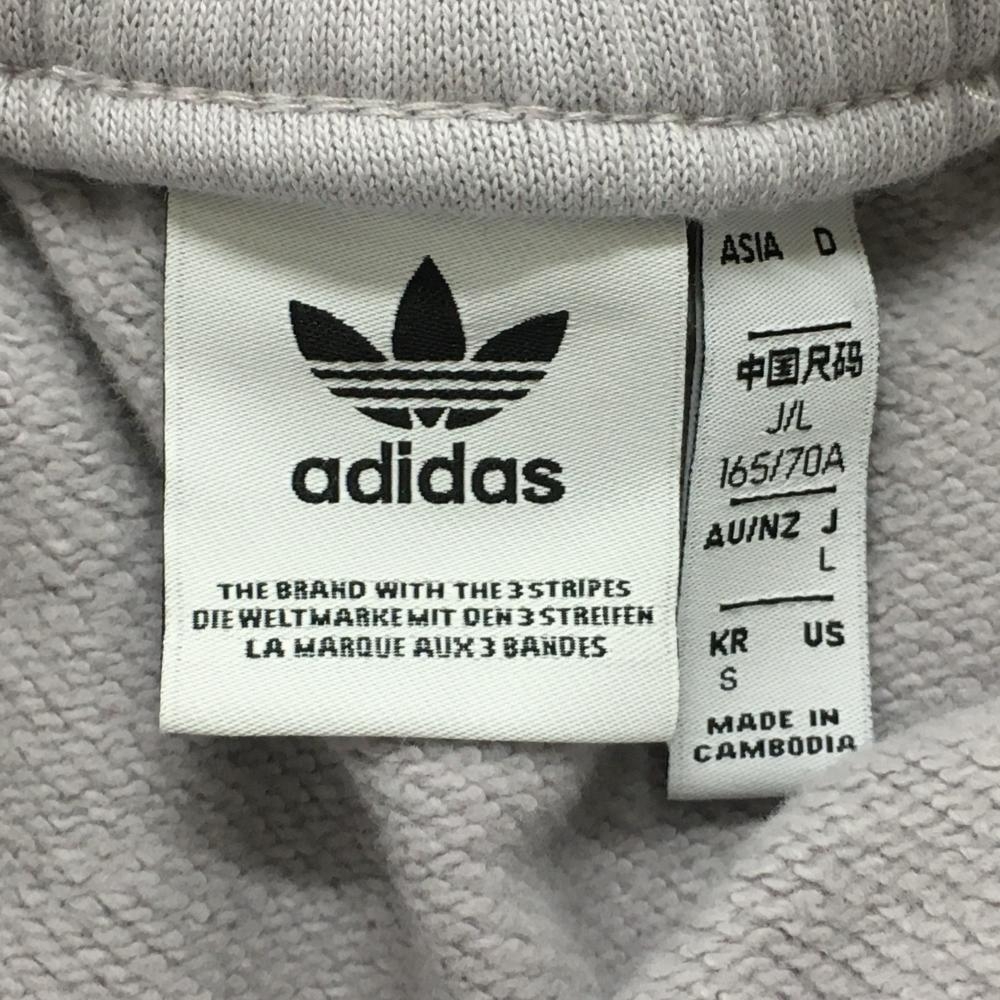 adidas
THE BRAND WITH THE 3 STRIPES
DIE WELTMARKE MIT DEN 3 STREIFEN
LA MARQUE AUX 3 BANDES
ASIA D
中国尺码
J/L
165/70A
AU/NZ J
L
KR US
S
MADE IN
CAMBODIA